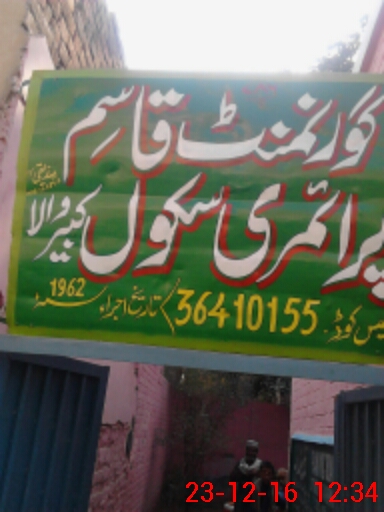 گورنمنٹ قاسم
پرائمری سکول کبیر والا
ایمس کوڈ 36410155 تاریخ اجراء 1962
23-12-16 12:34